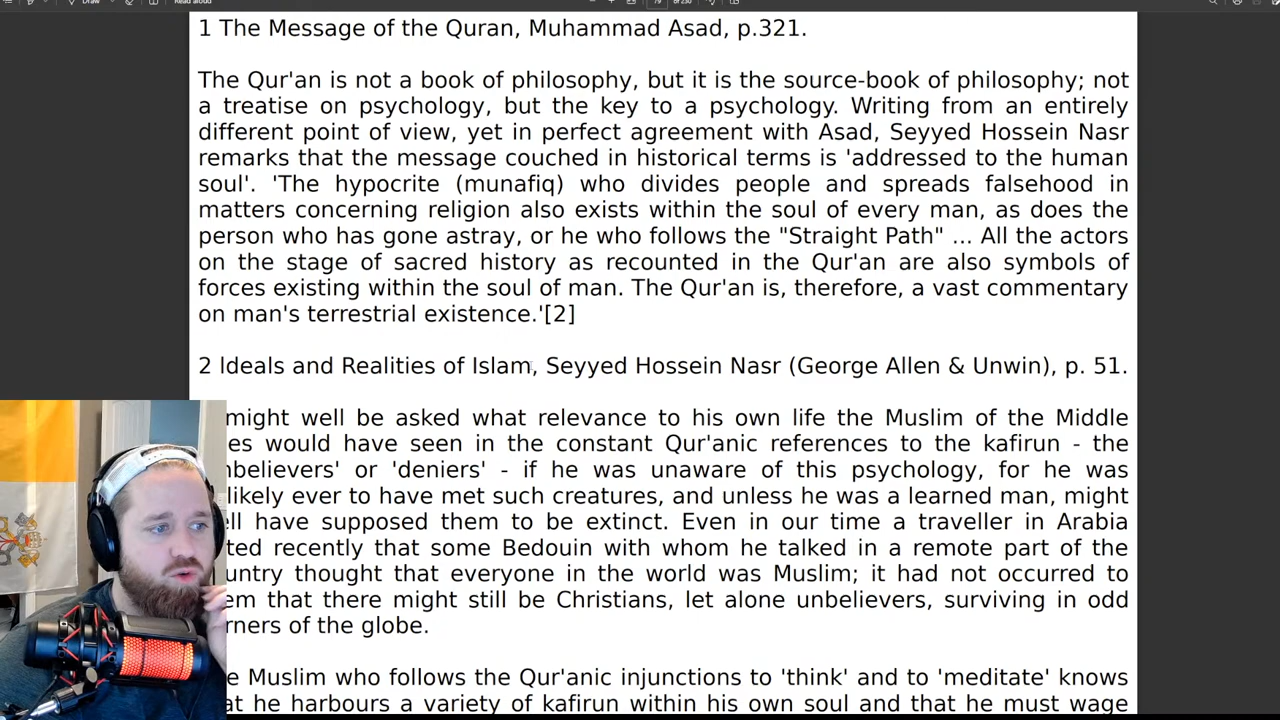 Draw
Read aloud
79
of 230
1 The Message of the Quran, Muhammad Asad, p.321.
The Qur'an is not a book of philosophy, but it is the source-book of philosophy; not
a treatise on psychology, but the key to a psychology. Writing from an entirely
different point of view, yet in perfect agreement with Asad, Seyyed Hossein Nasr
remarks that the message couched in historical terms is 'addressed to the human
soul'. 'The hypocrite (munafiq) who divides people and spreads falsehood in
matters concerning religion also exists within the soul of every man, as does the
person who has gone astray, or he who follows the "Straight Path" ... All the actors
on the stage of sacred history as recounted in the Qur'an are also symbols of
forces existing within the soul of man. The Qur'an is, therefore, a vast commentary
on man's terrestrial existence.'[2]
2 Ideals and Realities of Islam, Seyyed Hossein Nasr (George Allen & Unwin), p. 51.
might well be asked what relevance to his own life the Muslim of the Middle
es would have seen in the constant Qur'anic references to the kafirun - the
nbelievers' or 'deniers' - if he was unaware of this psychology, for he was
likely ever to have met such creatures, and unless he was a learned man, might
ll have supposed them to be extinct. Even in our time a traveller in Arabia
ted recently that some Bedouin with whom he talked in a remote part of the
untry thought that everyone in the world was Muslim; it had not occurred to
em that there might still be Christians, let alone unbelievers, surviving in odd
rners of the globe.
e Muslim who follows the Qur'anic injunctions to 'think' and to 'meditate' knows
at he harbours a variety of kafirun within his own soul and that he must wage